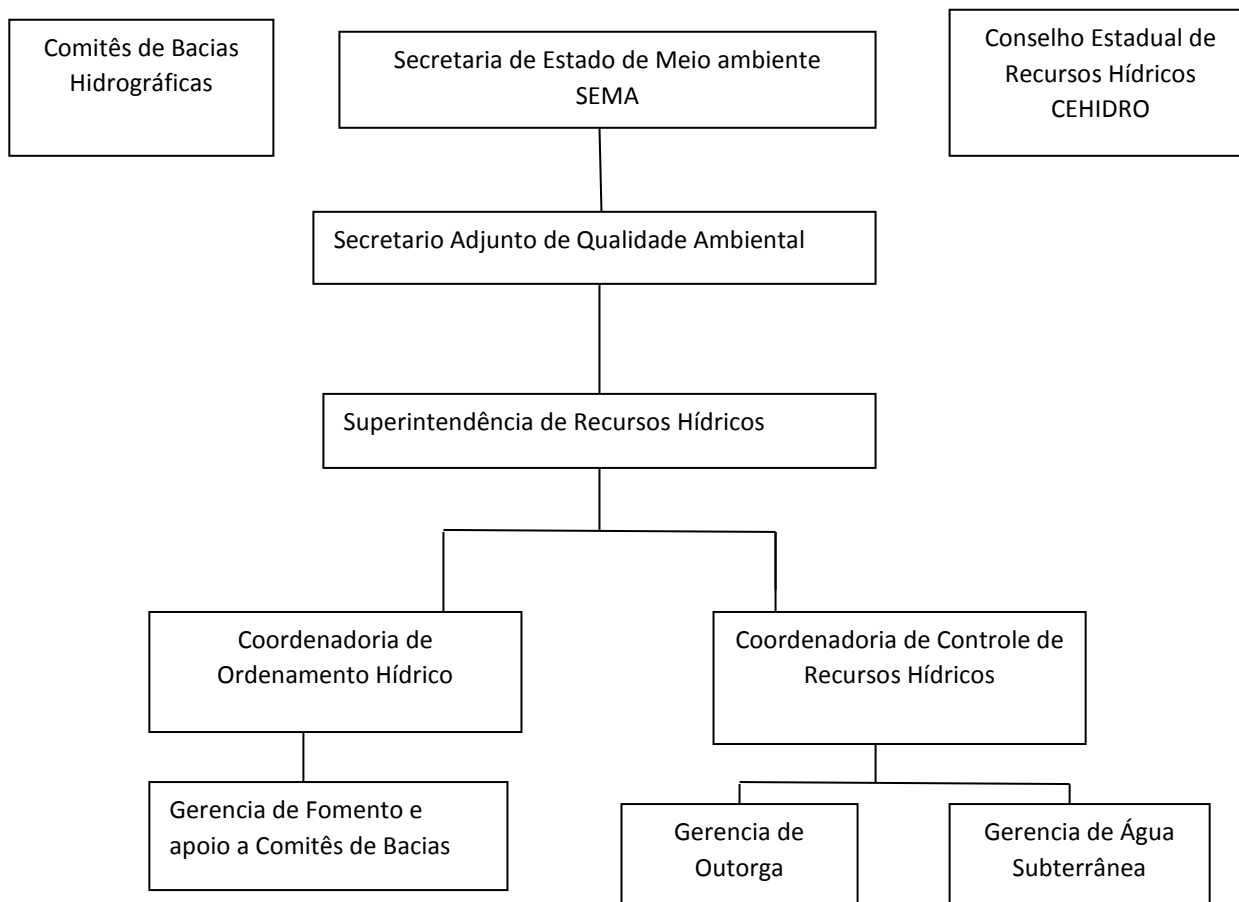 Comitês de Bacias
Hidrográficas
Secretaria de Estado de Meio ambiente
SEMA
Conselho Estadual de
Recursos Hídricos
CEHIDRO
Secretario Adjunto de Qualidade Ambiental
Superintendência de Recursos Hídricos
Coordenadoria de
Ordenamento Hídrico
Coordenadoria de Controle de
Recursos Hídricos
Gerencia de Fomento e
apoio a Comitês de Bacias
Gerencia de
Outorga
Gerencia de Água
Subterrânea